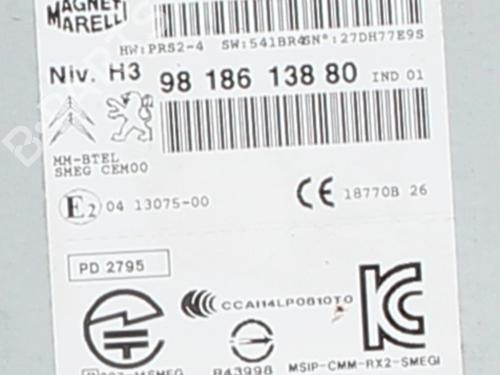 MAGNETI
MARELLI
HW:PRS2-4 SW:541BR4 SN°:27DH77E9S
Niv. H3 98 186 138 80 IND 01
MM-BTEL
SMEG CEM00
E2 04 13075-00 CE 18770B 26
PD 2795
CCAI14LP0810T0
R43998 MSIP-CMM-RX2-SMEGI